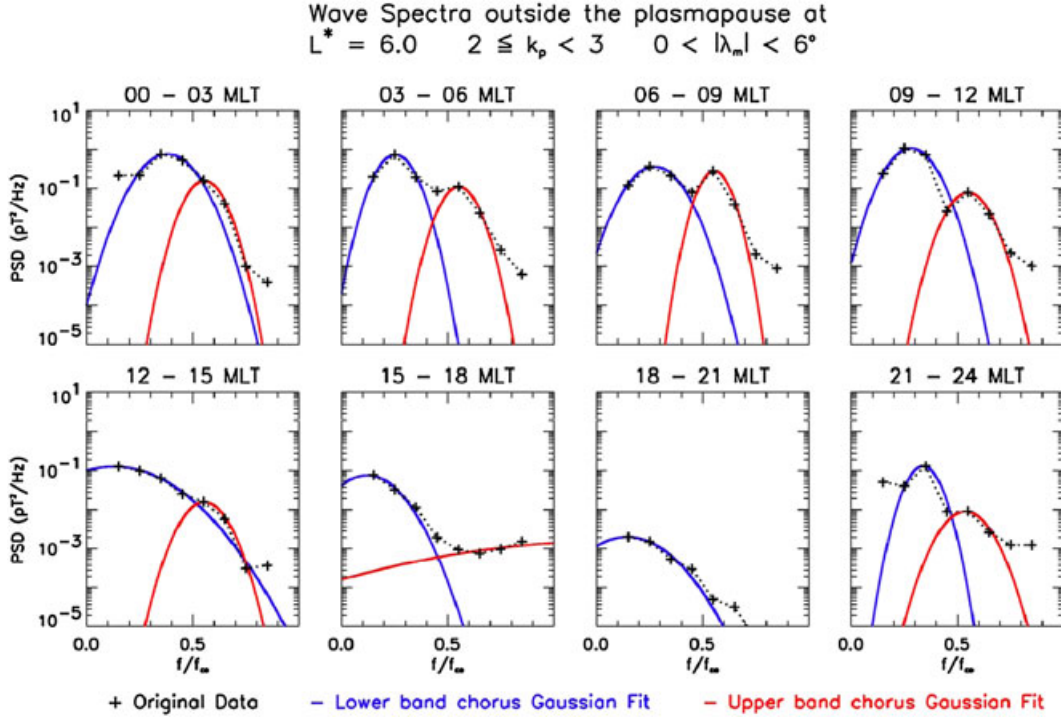 Wave Spectra outside the plasmapause at
L* = 6.0 2 ≦ kp < 3 0 < |λm| < 6°
00 – 03 MLT 03 – 06 MLT 06 – 09 MLT 09 – 12 MLT
10¹
10⁻¹
10⁻³
10⁻⁵
PSD (pT²/Hz)
12 – 15 MLT 15 – 18 MLT 18 – 21 MLT 21 – 24 MLT
10¹
10⁻¹
10⁻³
10⁻⁵
PSD (pT²/Hz)
0.0 0.5 0.0 0.5 0.0 0.5 0.0 0.5
f/fce f/fce f/fce f/fce
+ Original Data – Lower band chorus Gaussian Fit – Upper band chorus Gaussian Fit